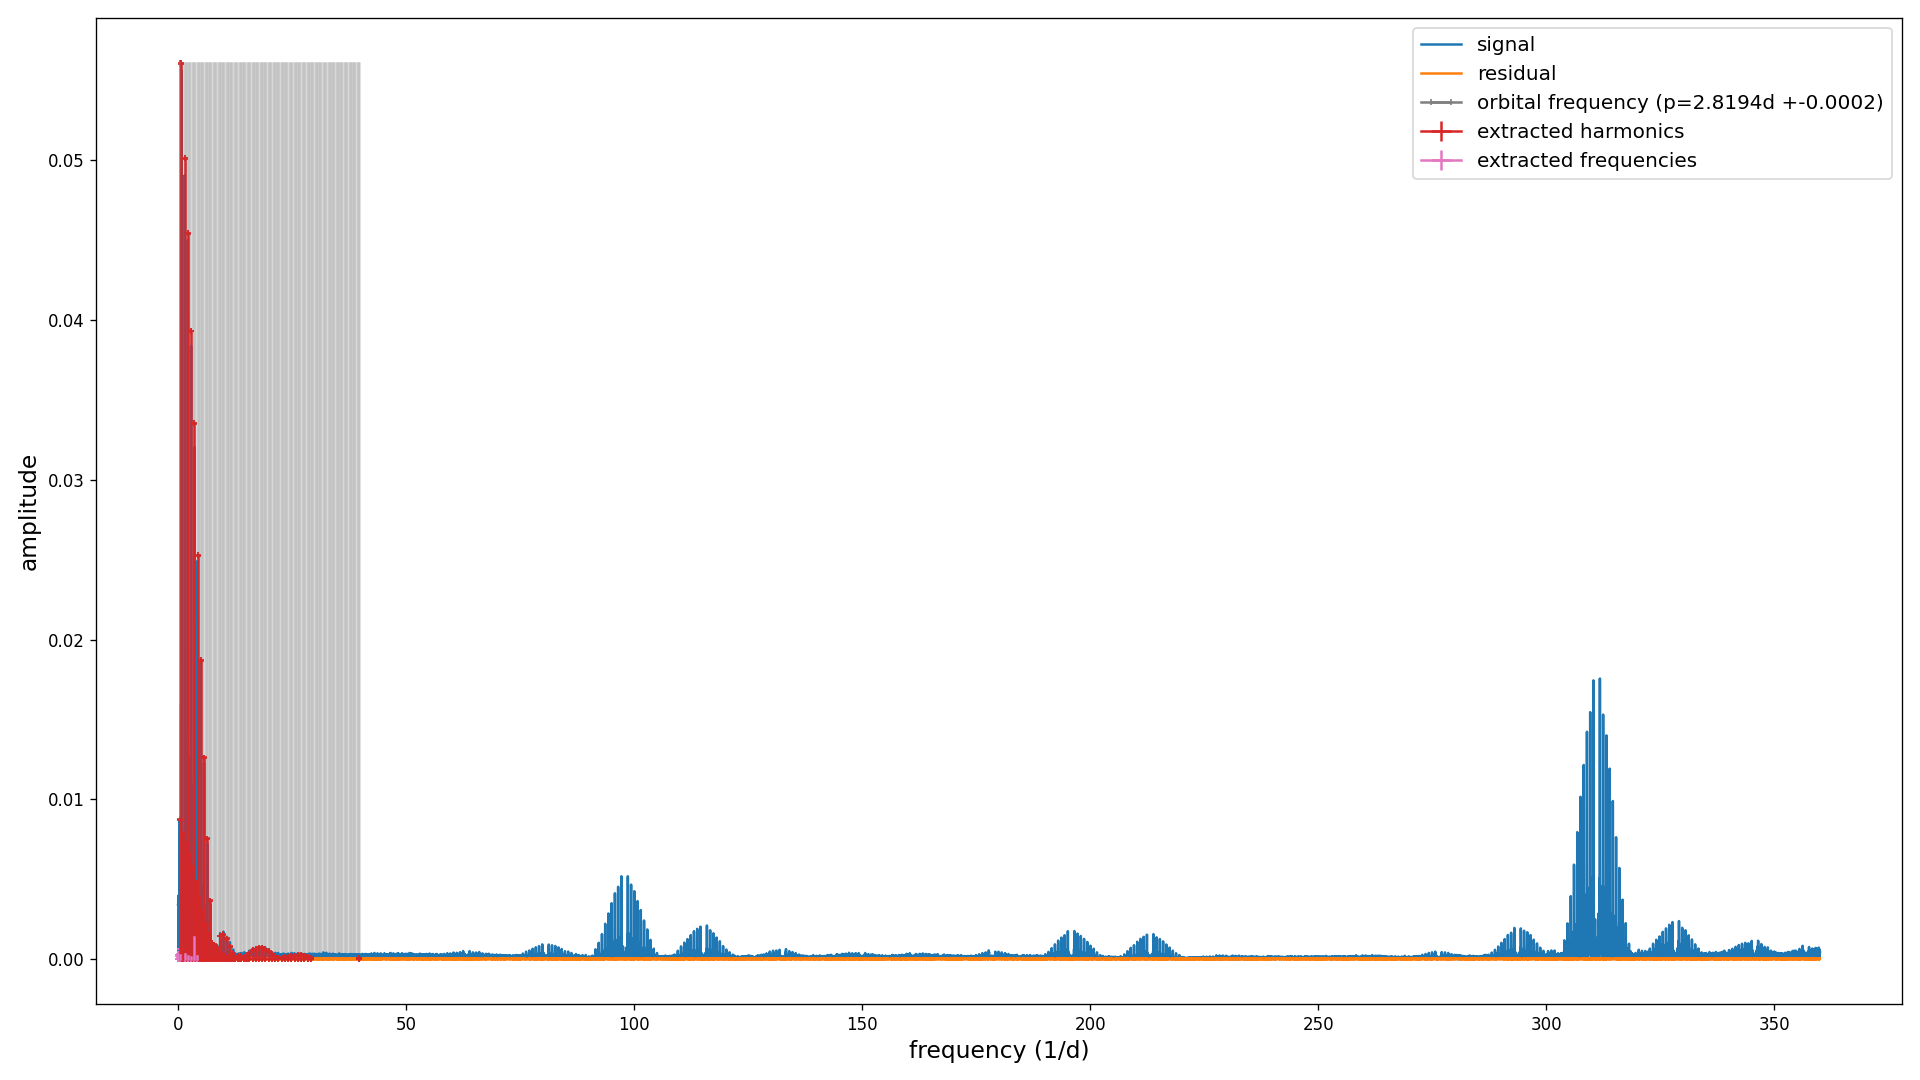 signal
residual
orbital frequency (p=2.8194d +-0.0002)
extracted harmonics
extracted frequencies
amplitude
0.05
0.04
0.03
0.02
0.01
0.00
0 50 100 150 200 250 300 350
frequency (1/d)